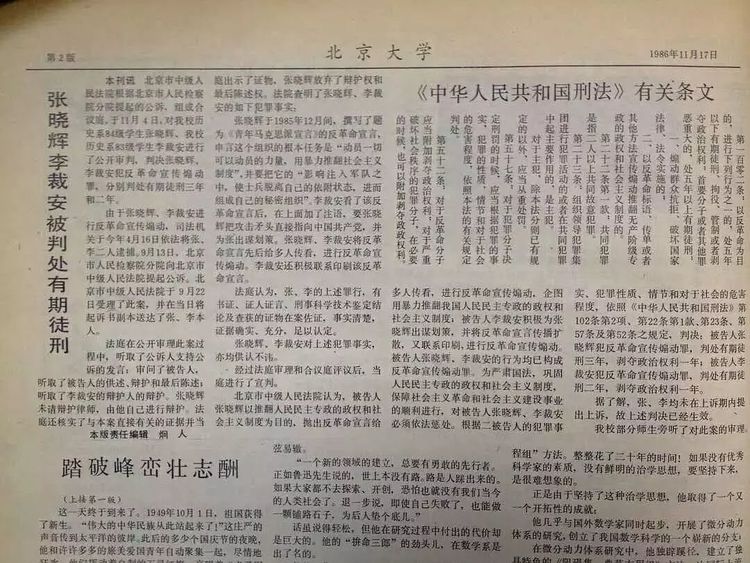 第2版
北京大学
1986年11月17日
张晓辉李裁安被判处有期徒刑
本刊讯 北京市中级人
民法院根据北京市人民检察
院分院提起的公诉，组成合
议庭，于11月4日，对我校历
史系84级学生张晓辉、我校
历史系83级学生李裁安进行
了公开审判，判决张晓辉、
李裁安犯反革命宣传煽动
罪，分别判处有期徒刑三年
和二年。
由于张晓辉、李裁安进
行反革命宣传煽动，司法机
关于今年4月16日依法将张、
李二人逮捕。9月13日，北京
市人民检察院分院向北京市
中级人民法院提起公诉。北
京市中级人民法院于9月22
日受理了此案，并在当日将
起诉书副本送达了张、李本
人。
法庭在公开审理此案过
程中，听取了公诉人支持公
诉的发言；审问了被告人，
听取了被告人的供述、辩护和最后陈述；
听取了李裁安的辩护人的辩护。张晓辉
未请辩护律师，由他自己进行辩护。法
庭还核实了与本案直接有关的证据并当
本版责任编辑 炯人
庭出示了证物，张晓辉放弃了辩护权和
最后陈述权。法院查明了张晓辉、李裁
安的如下犯罪事实：
张晓辉于1985年12月间，撰写了题
为《青年马克思派宣言》的反革命宣言，
申言这个组织的根本任务是“动员一切
可以动员的力量，用暴力推翻社会主义
制度”，并要把它的“影响注入军队之
中，使士兵脱离自己的依附状态，进而
组成自己的秘密组织”。李裁安看了该反
革命宣言后，在上面加了注语，要张晓
辉把攻击矛头直接指向中国共产党，并
为张出谋划策。张晓辉、李裁安将反革
命宣言先后给多人传看，进行反革命宣
传煽动。李裁安还积极联系印刷该反革
命宣言。
法庭认为，张、李的上述罪行，有
书证、证人证言、刑事科学技术鉴定结
论及查获的证物在案佐证，事实清楚，
证据确实、充分，足以认定。
张晓辉、李裁安对上述犯罪事实，
亦均供认不讳。
经过法庭审理和合议庭评议后，当
庭进行了宣判。
北京市中级人民法院认为，被告人
张晓辉以推翻人民民主专政的政权和社
会主义制度为目的，抛出反革命宣言给
《中华人民共和国刑法》有关条文
第一百零二条，以反革命为目
的，进行下列行为之一的，处五年
以下有期徒刑、拘役、管制或者剥
夺政治权利；首要分子或者其他罪
恶重大的，处五年以上有期徒刑：
一、煽动群众抗拒、破坏国家
法律、法令实施的；
二、以反革命标语、传单或者
其他方法宣传煽动推翻无产阶级专
政的政权和社会主义制度的。
第二十二条第一款，共同犯罪
是指二人以上共同故意犯罪。
第二十三条，组织、领导犯罪集
团进行犯罪活动的或者在共同犯罪
中起主要作用的，是主犯。
对于主犯，除本法分则已有规
定的以外，应当从重处罚。
第五十七条，对于犯罪分子决
定刑罚的时候，应当根据犯罪的事
实、犯罪的性质、情节和对于社会
的危害程度，依照本法的有关规定
判处。
第五十二条，对于反革命分子
应当附加剥夺政治权利；对于严重
破坏社会秩序的犯罪分子，在必要
的时候，也可以附加剥夺政治权利。
多人传看，进行反革命宣传煽动，企图
用暴力推翻我国人民民主专政的政权和
社会主义制度；被告人李裁安积极为张
晓辉出谋划策，并将反革命宣言传播扩
散，又联系印刷，进行反革命宣传煽动。
被告人张晓辉、李裁安的行为均已构成
反革命宣传煽动罪。为严肃国法，巩固
人民民主专政的政权和社会主义制度，
保障社会主义革命和社会主义建设事业
的顺利进行，对被告人张晓辉、李裁安
必须依法惩处。根据二被告人的犯罪事
实、犯罪性质、情节和对于社会的危害
程度，依照《中华人民共和国刑法》第
102条第2项、第22条第1款、第23条、第
57条及第52条之规定，判决：被告人张
晓辉犯反革命宣传煽动罪，判处有期徒
刑三年，剥夺政治权利一年；被告人李
裁安犯反革命宣传煽动罪，判处有期徒
刑二年，剥夺政治权利一年。
据了解，张、李均未在上诉期内提
出上诉，故上述判决已经生效。
我校部分师生旁听了对此案的审理。
踏破峰峦壮志酬
（上接第一版）
这一天终于到来了。1949年10月1日，祖国获得
了新生。“伟大的中华民族从此站起来了！”这庄严的
声音传到太平洋的彼岸。此后的多少个国庆节的夜晚，
他和许许多多的旅美爱国青年自动聚集一起，尽情地
弦易辙。
“一个新的领域的建立，总要有勇敢的先行者。
正如鲁迅先生说的，世上本没有路。路是人踩出来的。
如果大家都不去探索、开创，恐怕也就没有我们当今
的人类社会了。退一步说，即使自己失败了，也能做
一颗铺路石子，为后人垫个底儿。”
话虽说得轻松，但他在研究过程中付出的代价却
是巨大的。他的“拼命三郎”的劲头儿，在数学系是
出了名的。
程组”方法。整整花了二十年的时间！如果没有优秀
科学家的素质，没有鲜明的治学思想，要坚持下来，
是很难想象的。
正是由于坚持了这种治学思想，他取得了一个又
一个开拓性的成就：
他几乎与国外数学家同时起步，开展了微分动力
体系的研究，创立了我国数学科学的一个崭新的分支；
在微分动力体系研究中，他独辟蹊径，建立了独